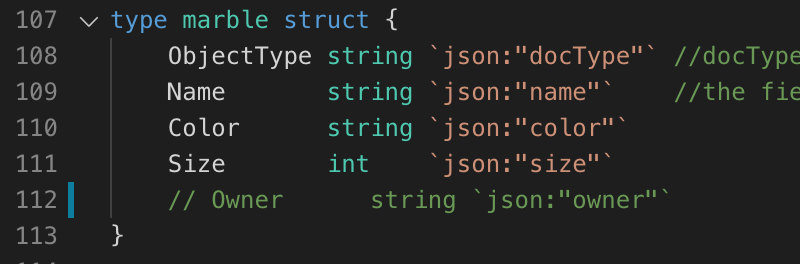 107 type marble struct {
108 ObjectType string `json:"docType"` //docType
109 Name string `json:"name"` //the fie
110 Color string `json:"color"`
111 Size int `json:"size"`
112 // Owner string `json:"owner"`
113 }